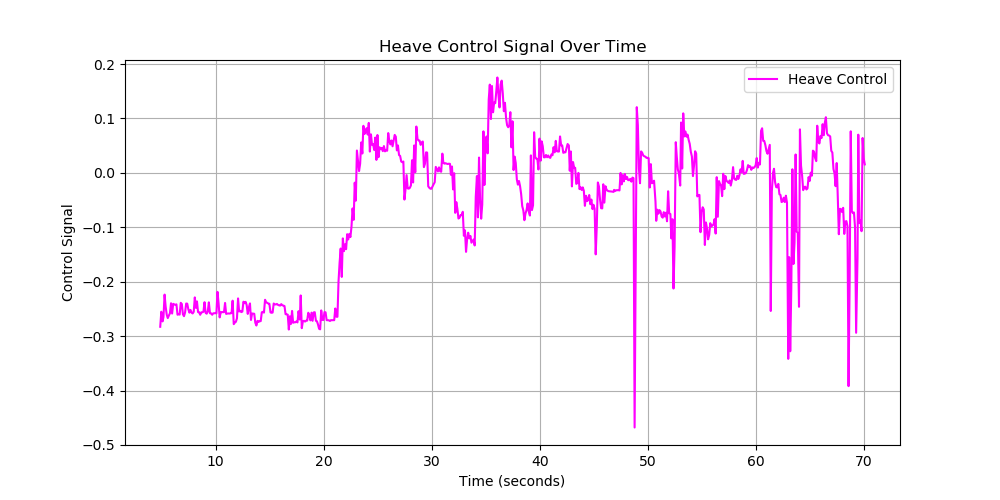 Heave Control Signal Over Time
Heave Control
0.2
0.1
0.0
−0.1
−0.2
−0.3
−0.4
−0.5
Control Signal
10 20 30 40 50 60 70
Time (seconds)